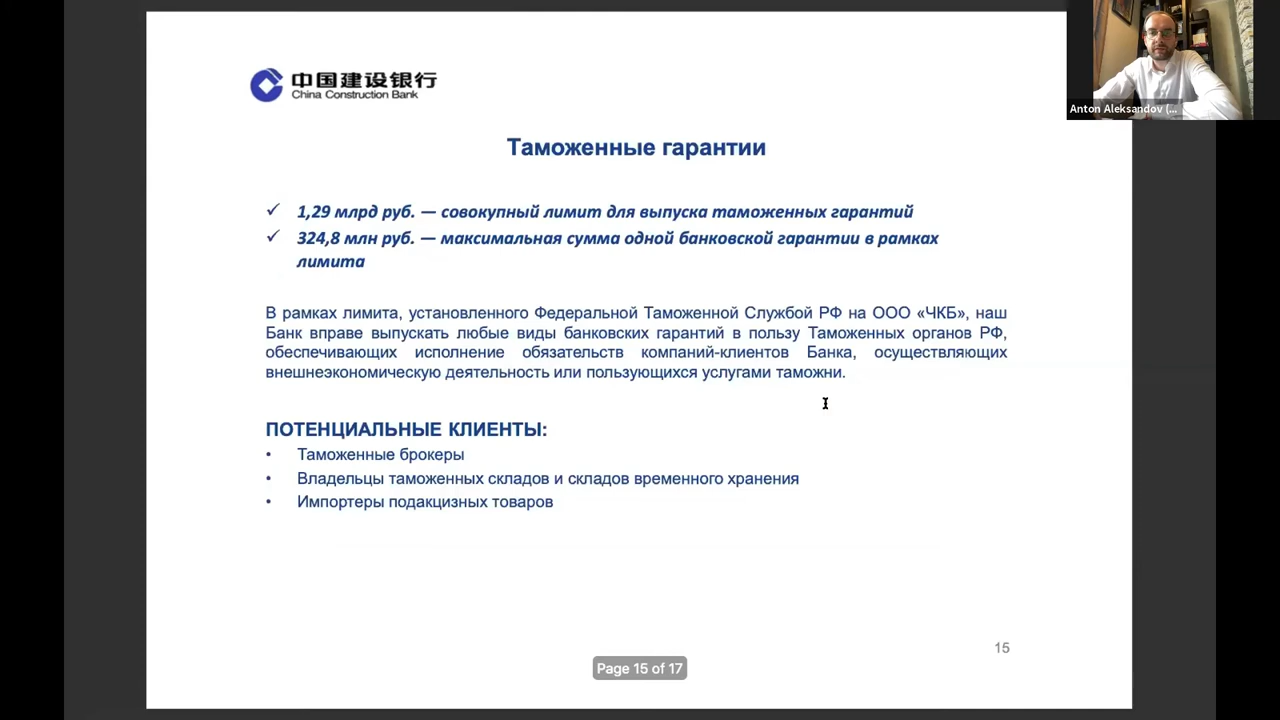 中国建设银行
China Construction Bank
Anton Aleksandov (...
Таможенные гарантии
✓ 1,29 млрд руб. — совокупный лимит для выпуска таможенных гарантий
✓ 324,8 млн руб. — максимальная сумма одной банковской гарантии в рамках
лимита
В рамках лимита, установленного Федеральной Таможенной Службой РФ на ООО «ЧКБ», наш
Банк вправе выпускать любые виды банковских гарантий в пользу Таможенных органов РФ,
обеспечивающих исполнение обязательств компаний-клиентов Банка, осуществляющих
внешнеэкономическую деятельность или пользующихся услугами таможни.
ПОТЕНЦИАЛЬНЫЕ КЛИЕНТЫ:
• Таможенные брокеры
• Владельцы таможенных складов и складов временного хранения
• Импортеры подакцизных товаров
15
Page 15 of 17